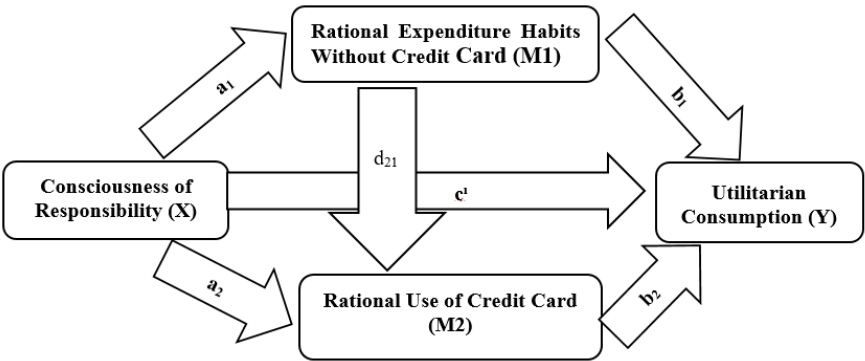 Rational Expenditure Habits
Without Credit Card (M1)
a₁
b₁
d₂₁
Consciousness of
Responsibility (X)
c¹
Utilitarian
Consumption (Y)
a₂
Rational Use of Credit Card
(M2)
b₂